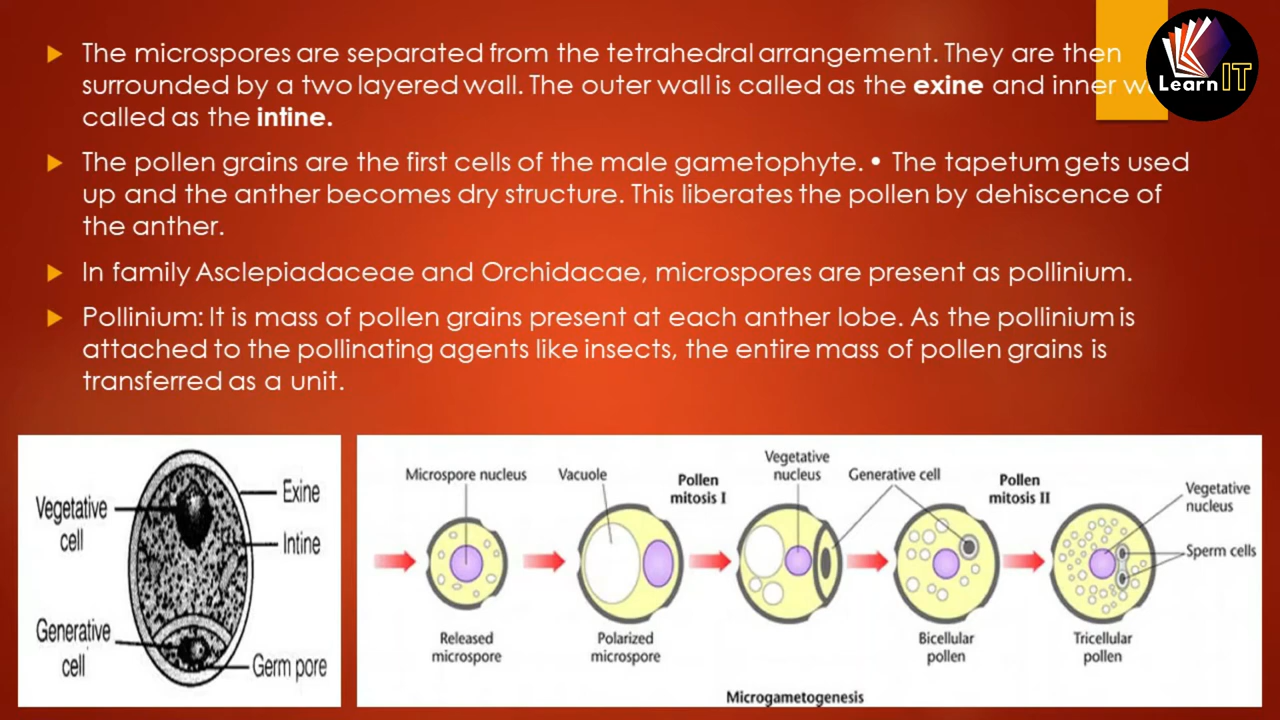 The microspores are separated from the tetrahedral arrangement. They are then
surrounded by a two layered wall. The outer wall is called as the exine and inner
called as the intine.
The pollen grains are the first cells of the male gametophyte. • The tapetum gets used
up and the anther becomes dry structure. This liberates the pollen by dehiscence of
the anther.
In family Asclepiadaceae and Orchidacae, microspores are present as pollinium.
Pollinium: It is mass of pollen grains present at each anther lobe. As the pollinium is
attached to the pollinating agents like insects, the entire mass of pollen grains is
transferred as a unit.
Learn IT
Vegetative
cell
Generative
cell
Exine
Intine
Germ pore
Microspore nucleus
Vacuole
Pollen
mitosis I
Vegetative
nucleus
Generative cell
Pollen
mitosis II
Vegetative
nucleus
Sperm cells
Released
microspore
Polarized
microspore
Bicellular
pollen
Tricellular
pollen
Microgametogenesis